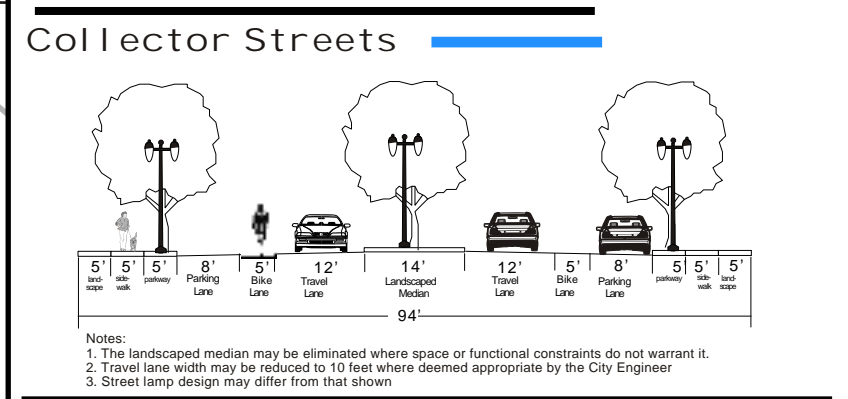 Collector Streets
5' 5' 5' 8' 5' 12' 14' 12' 5' 8' 5 5' 5'
land-scape side-walk parkway Parking Lane Bike Lane Travel Lane Landscaped Median Travel Lane Bike Lane Parking Lane parkway side-walk land-scape
94'
Notes:
1. The landscaped median may be eliminated where space or functional constraints do not warrant it.
2. Travel lane width may be reduced to 10 feet where deemed appropriate by the City Engineer
3. Street lamp design may differ from that shown